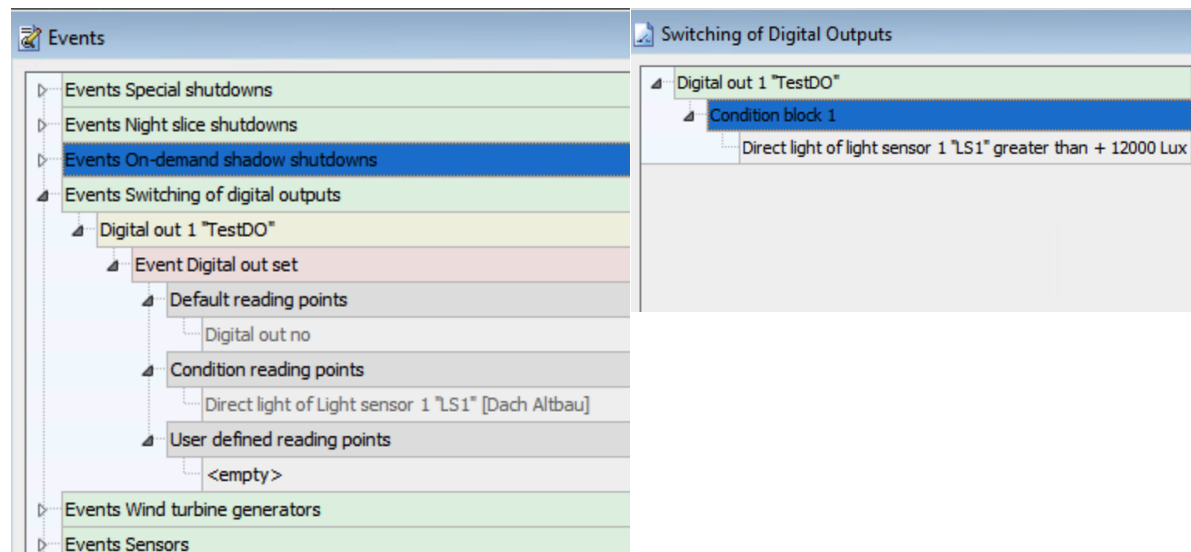 Events
Events Special shutdowns
Events Night slice shutdowns
Events On-demand shadow shutdowns
Events Switching of digital outputs
Digital out 1 "TestDO"
Event Digital out set
Default reading points
Digital out no
Condition reading points
Direct light of Light sensor 1 "LS1" [Dach Altbau]
User defined reading points
<empty>
Events Wind turbine generators
Events Sensors
Switching of Digital Outputs
Digital out 1 "TestDO"
Condition block 1
Direct light of light sensor 1 "LS1" greater than + 12000 Lux